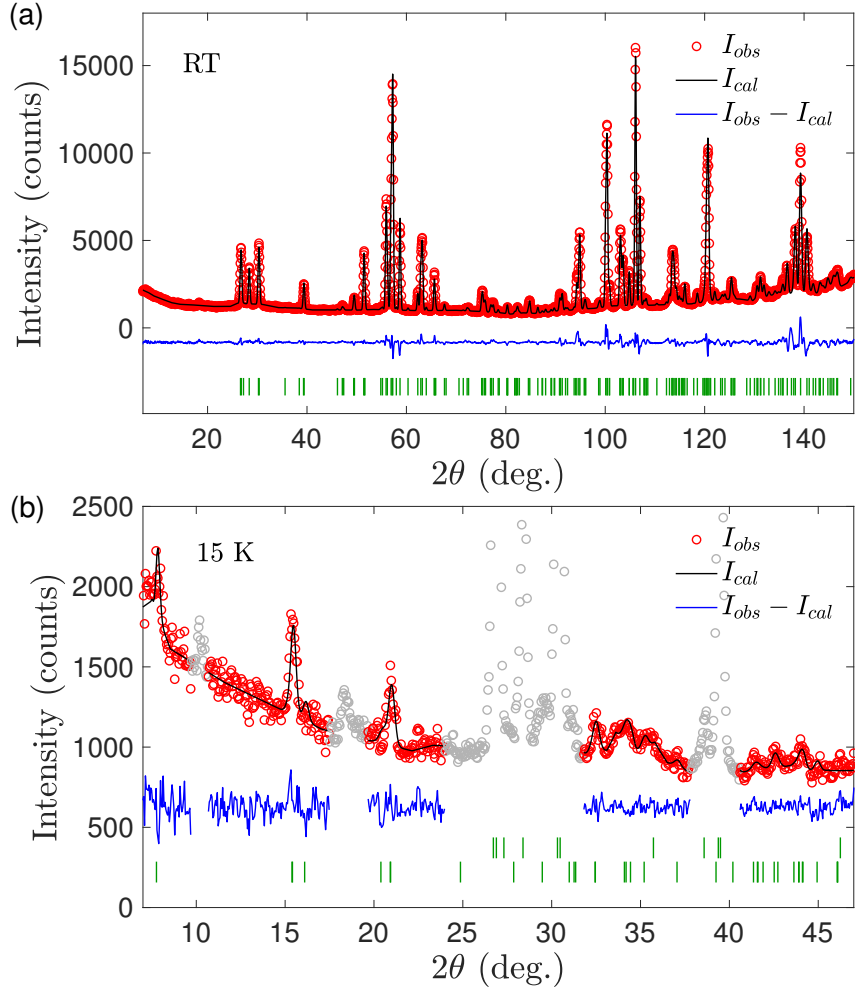 (a)
RT
I_obs
I_cal
I_obs − I_cal
15000
10000
5000
0
Intensity (counts)
20 40 60 80 100 120 140
2θ (deg.)
(b)
15 K
I_obs
I_cal
I_obs − I_cal
2500
2000
1500
1000
500
0
Intensity (counts)
10 15 20 25 30 35 40 45
2θ (deg.)